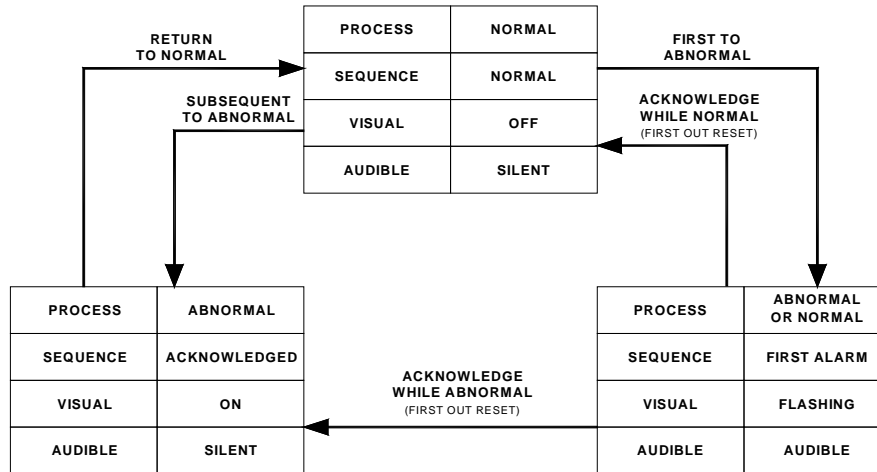 PROCESS NORMAL
SEQUENCE NORMAL
VISUAL OFF
AUDIBLE SILENT
RETURN
TO NORMAL
FIRST TO
ABNORMAL
SUBSEQUENT
TO ABNORMAL
ACKNOWLEDGE
WHILE NORMAL
(FIRST OUT RESET)
PROCESS ABNORMAL
SEQUENCE ACKNOWLEDGED
VISUAL ON
AUDIBLE SILENT
ACKNOWLEDGE
WHILE ABNORMAL
(FIRST OUT RESET)
PROCESS ABNORMAL
OR NORMAL
SEQUENCE FIRST ALARM
VISUAL FLASHING
AUDIBLE AUDIBLE